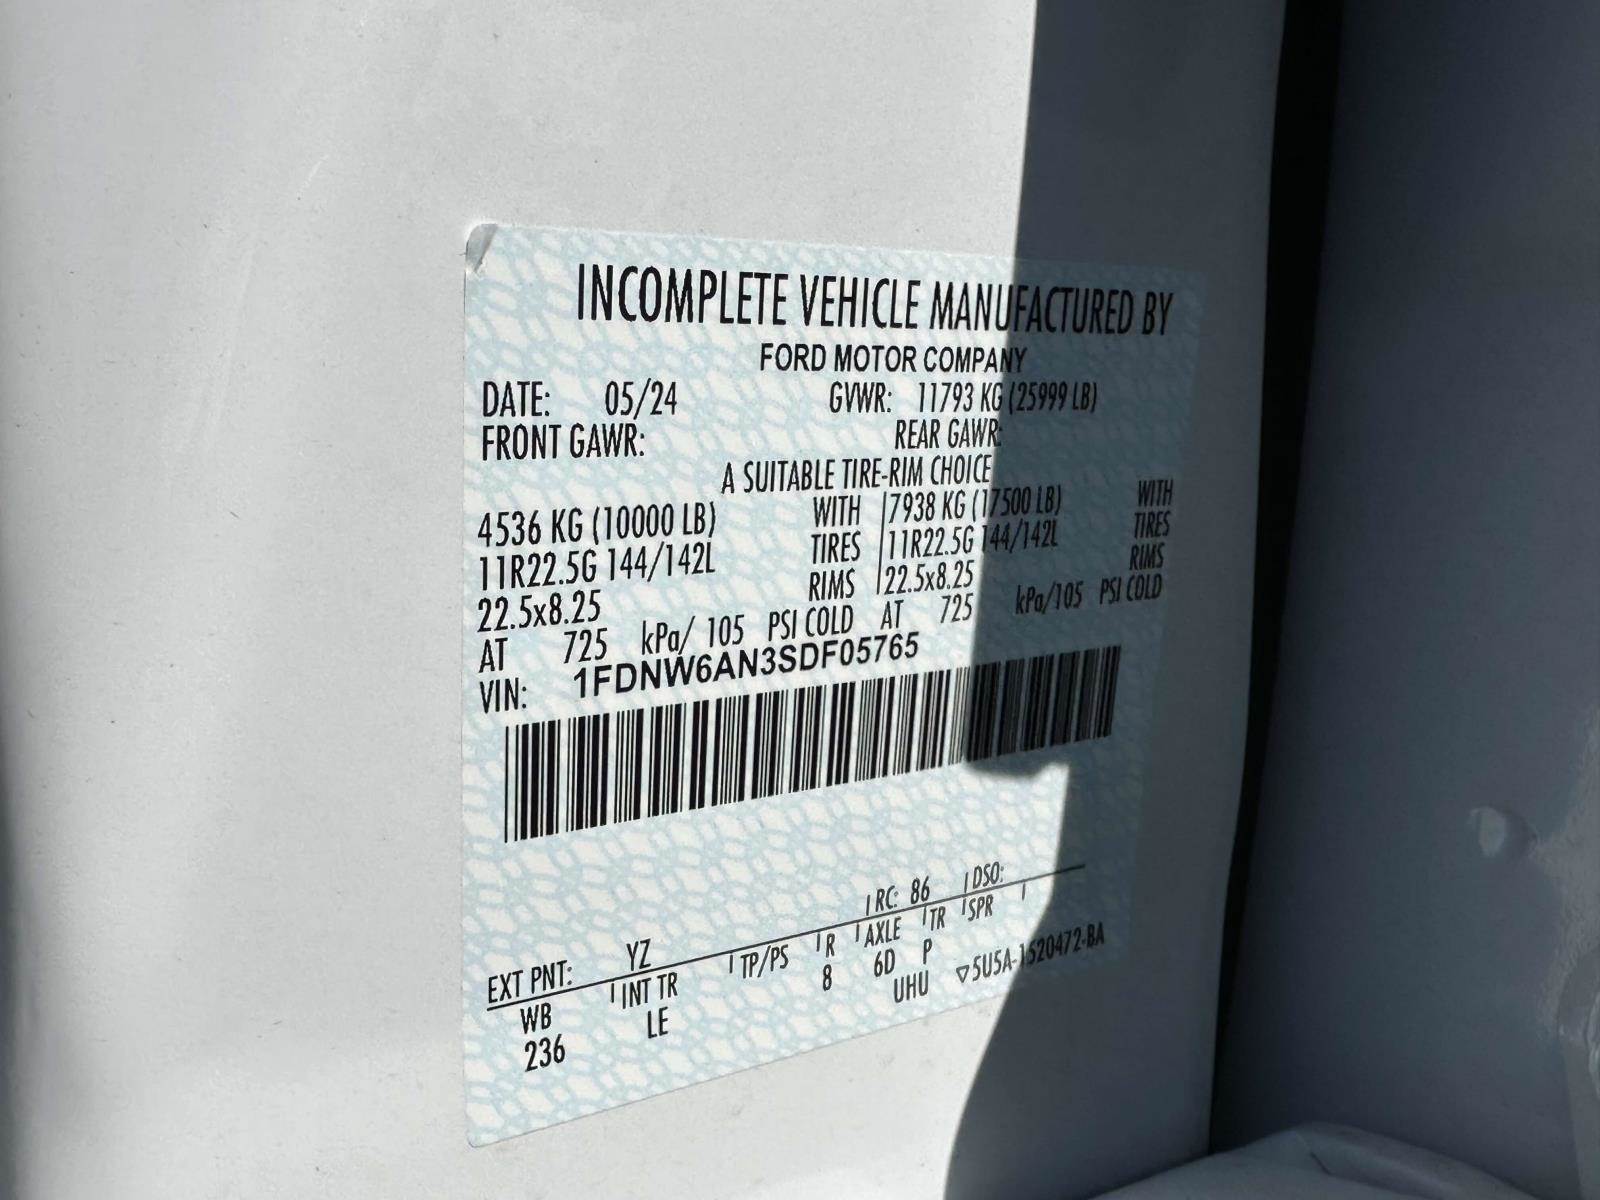 INCOMPLETE VEHICLE MANUFACTURED BY
FORD MOTOR COMPANY
DATE: 05/24 GVWR: 11793 KG (25999 LB)
FRONT GAWR: REAR GAWR:
A SUITABLE TIRE-RIM CHOICE
4536 KG (10000 LB) WITH 7938 KG (17500 LB) WITH
11R22.5G 144/142L TIRES 11R22.5G 144/142L TIRES
22.5x8.25 RIMS 22.5x8.25 RIMS
AT 725 kPa/ 105 PSI COLD AT 725 kPa/105 PSI COLD
VIN: 1FDNW6AN3SDF05765
EXT PNT: YZ RC: 86 DSO:
WB INT TR TP/PS R AXLE TR SPR
236 LE 8 6D P
UHU ▽5U5A-1520472-BA